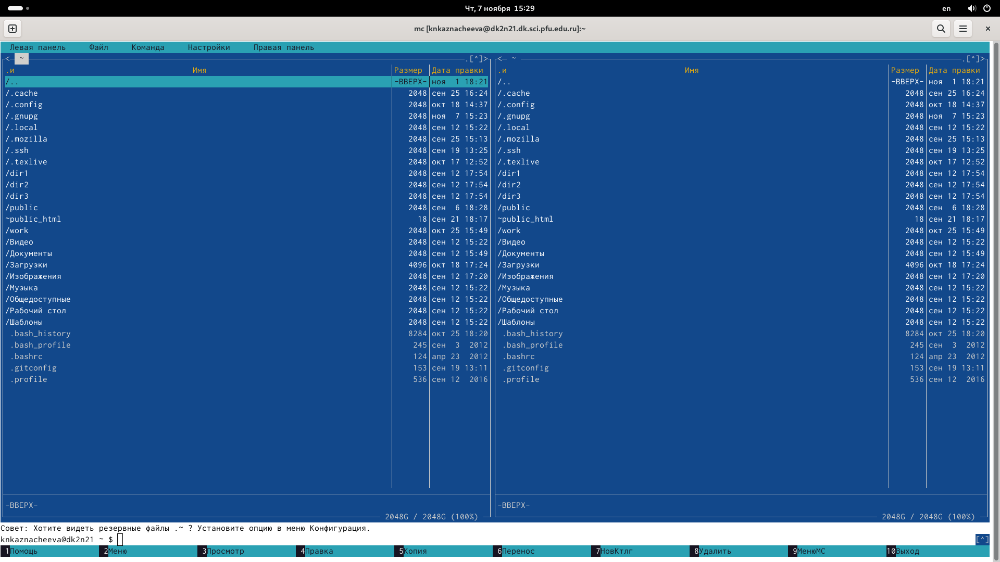 Чт, 7 ноября 15:29
en
mc [knkaznacheeva@dk2n21.dk.sci.pfu.edu.ru]:~
Левая панель Файл Команда Настройки Правая панель
<─ ~ .[^]> <─ ~ .[^]>
.и Имя Размер Дата правки .и Имя Размер Дата правки
/.. -ВВЕРХ- ноя 1 18:21 /.. -ВВЕРХ- ноя 1 18:21
/.cache 2048 сен 25 16:24 /.cache 2048 сен 25 16:24
/.config 2048 окт 18 14:37 /.config 2048 окт 18 14:37
/.gnupg 2048 ноя 7 15:23 /.gnupg 2048 ноя 7 15:23
/.local 2048 сен 12 15:22 /.local 2048 сен 12 15:22
/.mozilla 2048 сен 25 15:13 /.mozilla 2048 сен 25 15:13
/.ssh 2048 сен 19 13:25 /.ssh 2048 сен 19 13:25
/.texlive 2048 окт 17 12:52 /.texlive 2048 окт 17 12:52
/dir1 2048 сен 12 17:54 /dir1 2048 сен 12 17:54
/dir2 2048 сен 12 17:54 /dir2 2048 сен 12 17:54
/dir3 2048 сен 12 17:54 /dir3 2048 сен 12 17:54
/public 2048 сен 6 18:28 /public 2048 сен 6 18:28
~public_html 18 сен 21 18:17 ~public_html 18 сен 21 18:17
/work 2048 окт 25 15:49 /work 2048 окт 25 15:49
/Видео 2048 сен 12 15:22 /Видео 2048 сен 12 15:22
/Документы 2048 сен 12 15:49 /Документы 2048 сен 12 15:49
/Загрузки 4096 окт 18 17:24 /Загрузки 4096 окт 18 17:24
/Изображения 2048 сен 12 17:20 /Изображения 2048 сен 12 17:20
/Музыка 2048 сен 12 15:22 /Музыка 2048 сен 12 15:22
/Общедоступные 2048 сен 12 15:22 /Общедоступные 2048 сен 12 15:22
/Рабочий стол 2048 сен 12 15:22 /Рабочий стол 2048 сен 12 15:22
/Шаблоны 2048 сен 12 15:22 /Шаблоны 2048 сен 12 15:22
.bash_history 8284 окт 25 18:20 .bash_history 8284 окт 25 18:20
.bash_profile 245 сен 3 2012 .bash_profile 245 сен 3 2012
.bashrc 124 апр 23 2012 .bashrc 124 апр 23 2012
.gitconfig 153 сен 19 13:11 .gitconfig 153 сен 19 13:11
.profile 536 сен 12 2016 .profile 536 сен 12 2016
-ВВЕРХ- -ВВЕРХ-
2048G / 2048G (100%) 2048G / 2048G (100%)
Совет: Хотите видеть резервные файлы .~ ? Установите опцию в меню Конфигурация.
knkaznacheeva@dk2n21 ~ $ [^]
1Помощь 2Меню 3Просмотр 4Правка 5Копия 6Перенос 7НовКтлг 8Удалить 9МенюMC 10Выход